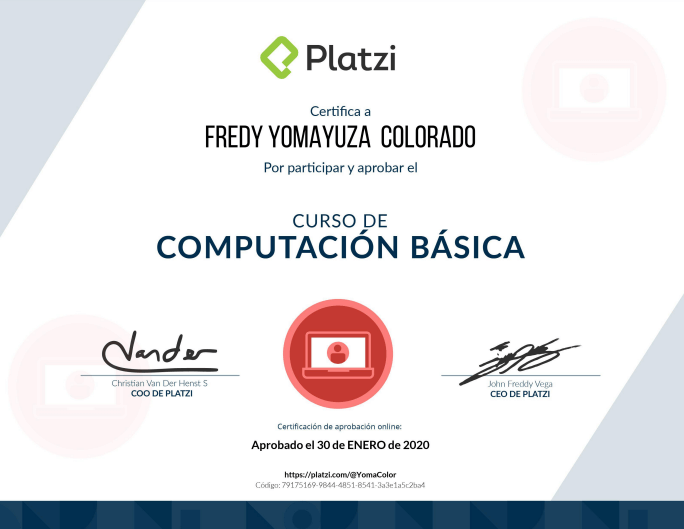 Platzi
Certifica a
FREDY YOMAYUZA COLORADO
Por participar y aprobar el
CURSO DE
COMPUTACIÓN BÁSICA
Vander
Christian Van Der Henst S
COO DE PLATZI
John Freddy Vega
CEO DE PLATZI
Certificación de aprobación online:
Aprobado el 30 de ENERO de 2020
https://platzi.com/@YomaColor
Código: 79175169-9844-4851-8541-3a3e1a5c2ba4